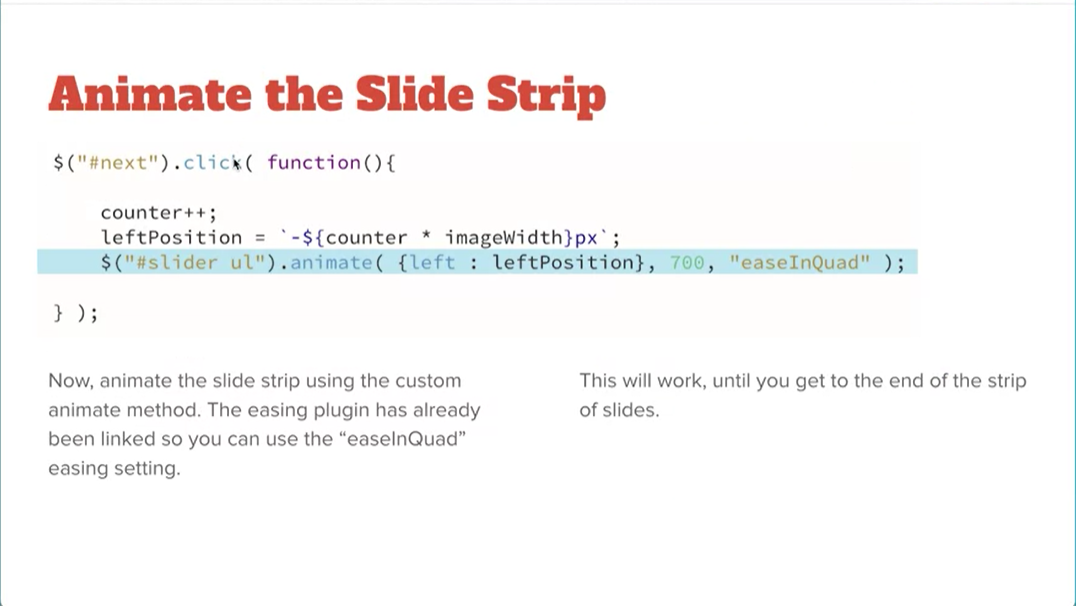 Animate the Slide Strip
$("#next").click( function(){
counter++;
leftPosition = `-${counter * imageWidth}px`;
$("#slider ul").animate( {left : leftPosition}, 700, "easeInQuad" );
} );
Now, animate the slide strip using the custom
animate method. The easing plugin has already
been linked so you can use the “easeInQuad”
easing setting.
This will work, until you get to the end of the strip
of slides.